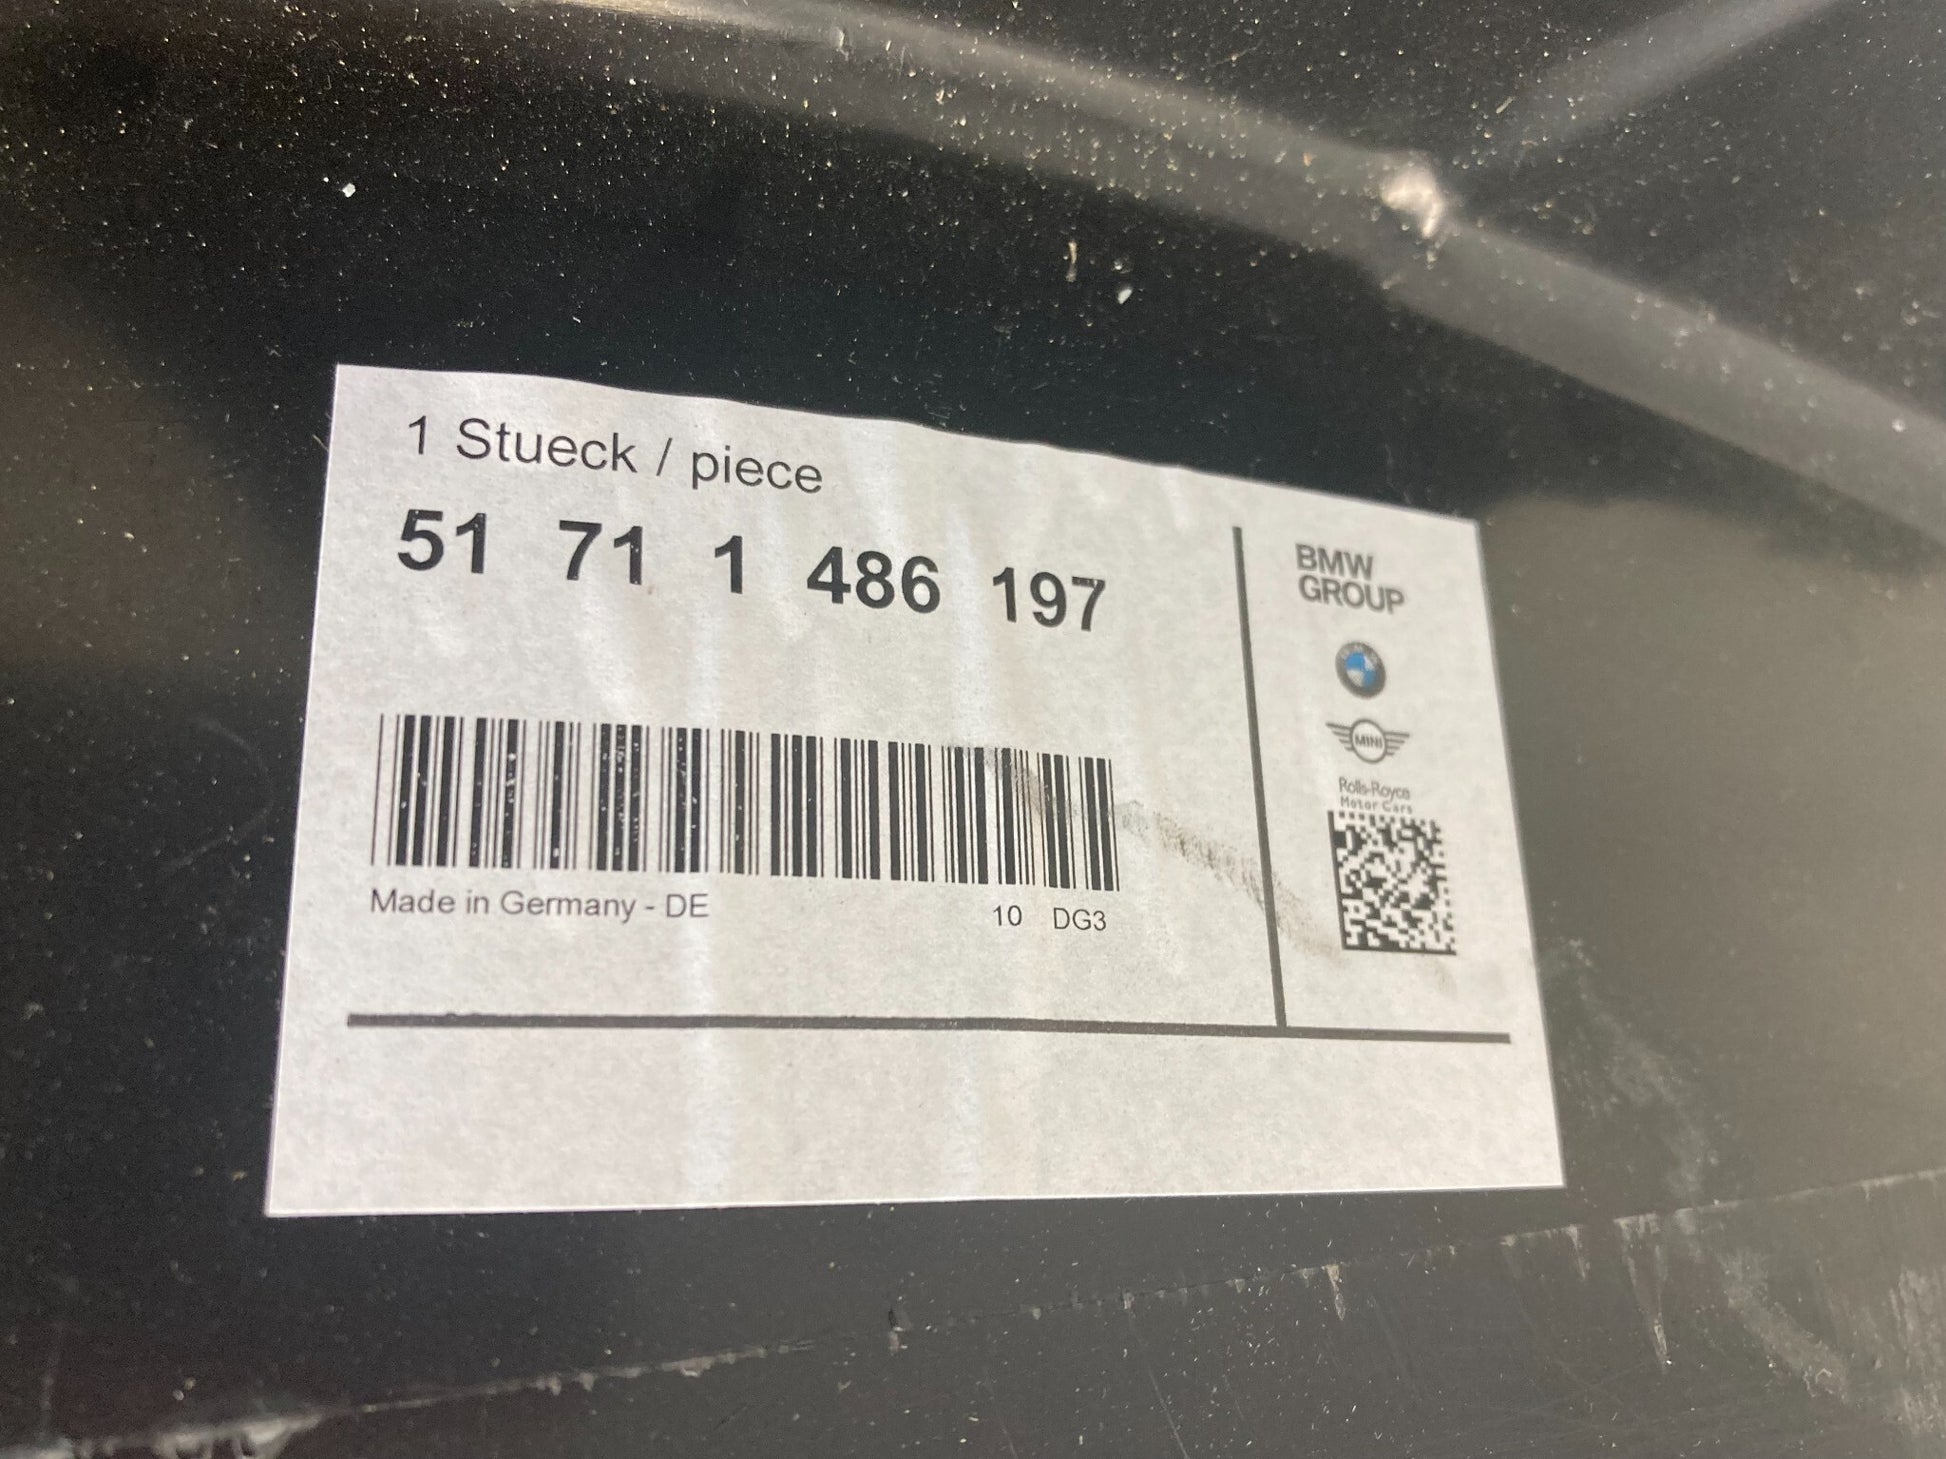 1 Stueck / piece
51 71 1 486 197
Made in Germany - DE
10 DG3
BMW
GROUP
MINI
Rolls-Royce
Motor Cars